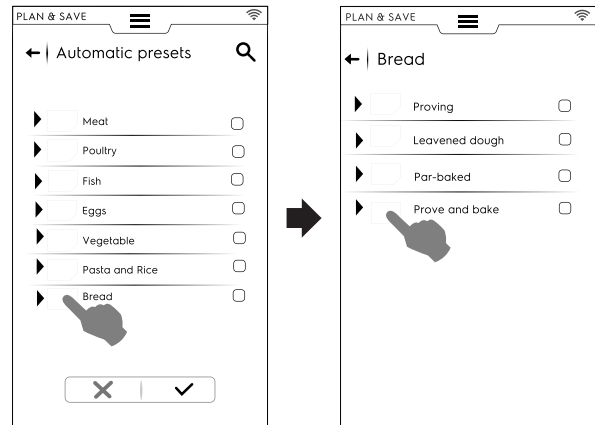 PLAN & SAVE
Automatic presets
Meat
Poultry
Fish
Eggs
Vegetable
Pasta and Rice
Bread
PLAN & SAVE
Bread
Proving
Leavened dough
Par-baked
Prove and bake